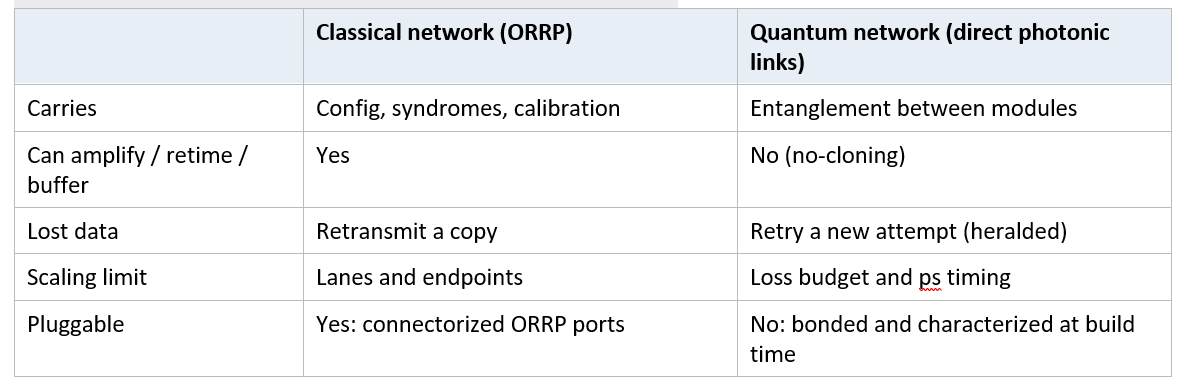 Classical network (ORRP)
Quantum network (direct photonic
links)
Carries
Config, syndromes, calibration
Entanglement between modules
Can amplify / retime /
buffer
Yes
No (no-cloning)
Lost data
Retransmit a copy
Retry a new attempt (heralded)
Scaling limit
Lanes and endpoints
Loss budget and ps timing
Pluggable
Yes: connectorized ORRP ports
No: bonded and characterized at build
time